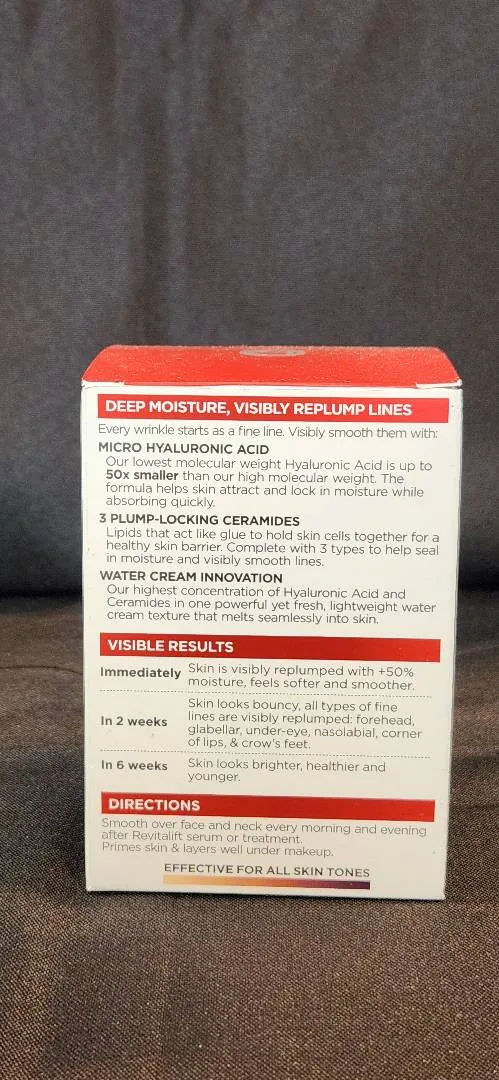 DEEP MOISTURE, VISIBLY REPLUMP LINES
Every wrinkle starts as a fine line. Visibly smooth them with:
MICRO HYALURONIC ACID
Our lowest molecular weight Hyaluronic Acid is up to
50x smaller than our high molecular weight. The
formula helps skin attract and lock in moisture while
absorbing quickly.
3 PLUMP-LOCKING CERAMIDES
Lipids that act like glue to hold skin cells together for a
healthy skin barrier. Complete with 3 types to help seal
in moisture and visibly smooth lines.
WATER CREAM INNOVATION
Our highest concentration of Hyaluronic Acid and
Ceramides in one powerful yet fresh, lightweight water
cream texture that melts seamlessly into skin.
VISIBLE RESULTS
Immediately Skin is visibly replumped with +50%
moisture, feels softer and smoother.
In 2 weeks Skin looks bouncy, all types of fine
lines are visibly replumped: forehead,
glabellar, under-eye, nasolabial, corner
of lips, & crow's feet.
In 6 weeks Skin looks brighter, healthier and
younger.
DIRECTIONS
Smooth over face and neck every morning and evening
after Revitalift serum or treatment.
Primes skin & layers well under makeup.
EFFECTIVE FOR ALL SKIN TONES